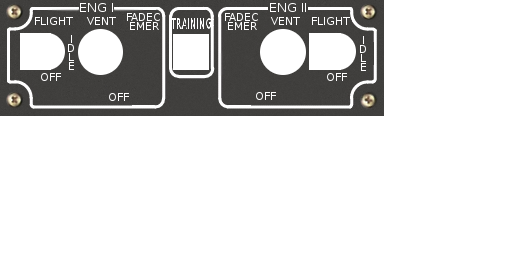 ENG I
FLIGHT VENT FADEC
EMER
IDLE
OFF
OFF
TRAINING
ENG II
FADEC VENT FLIGHT
EMER
IDLE
OFF
OFF